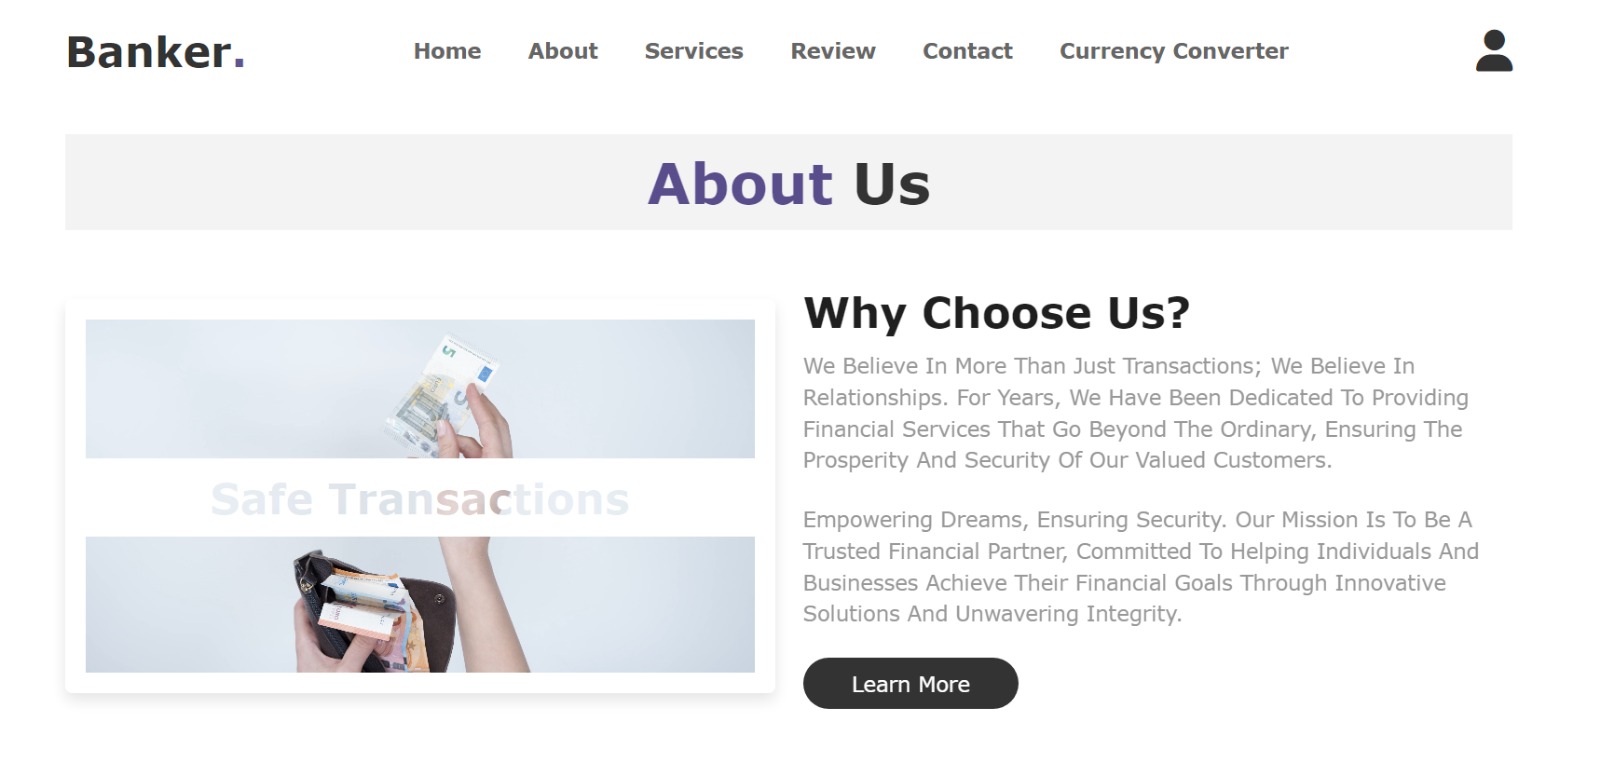 Banker.
Home About Services Review Contact Currency Converter
About Us
Safe Transactions
Why Choose Us?
We Believe In More Than Just Transactions; We Believe In
Relationships. For Years, We Have Been Dedicated To Providing
Financial Services That Go Beyond The Ordinary, Ensuring The
Prosperity And Security Of Our Valued Customers.
Empowering Dreams, Ensuring Security. Our Mission Is To Be A
Trusted Financial Partner, Committed To Helping Individuals And
Businesses Achieve Their Financial Goals Through Innovative
Solutions And Unwavering Integrity.
Learn More
5
5